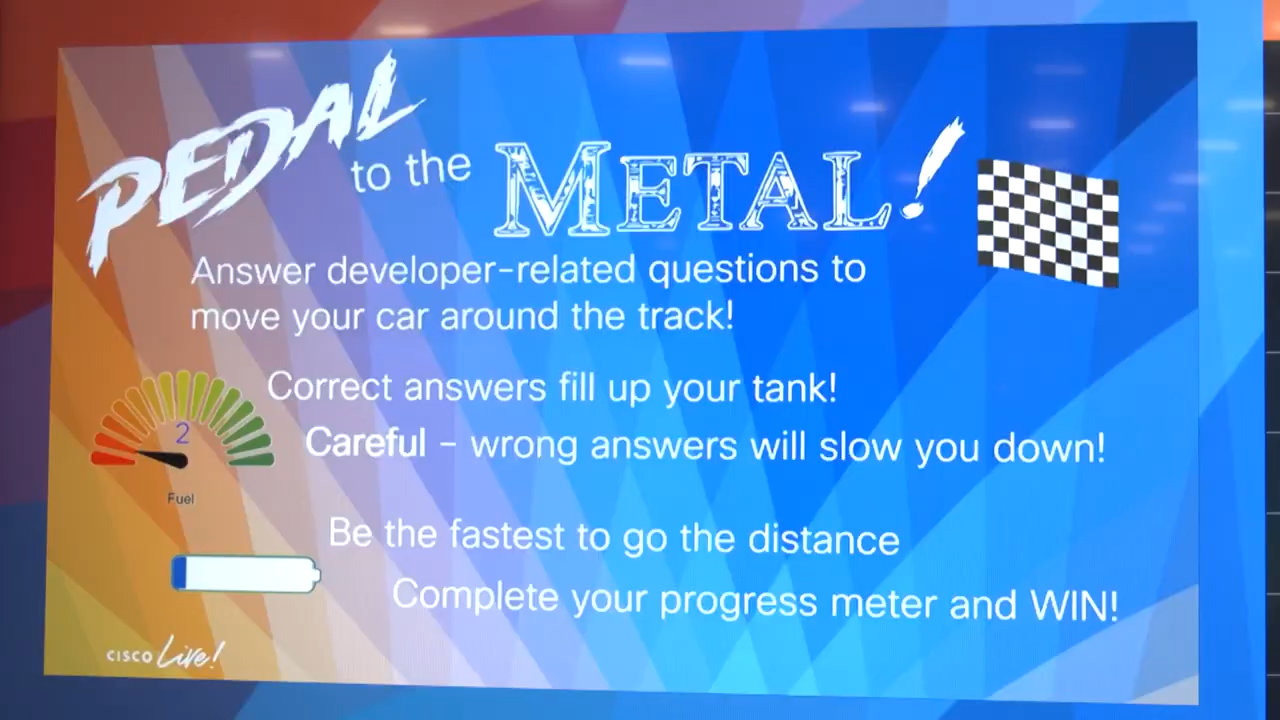 PEDAL to the METAL!
Answer developer-related questions to
move your car around the track!
Correct answers fill up your tank!
Careful – wrong answers will slow you down!
2
Fuel
Be the fastest to go the distance
Complete your progress meter and WIN!
CISCO Live!